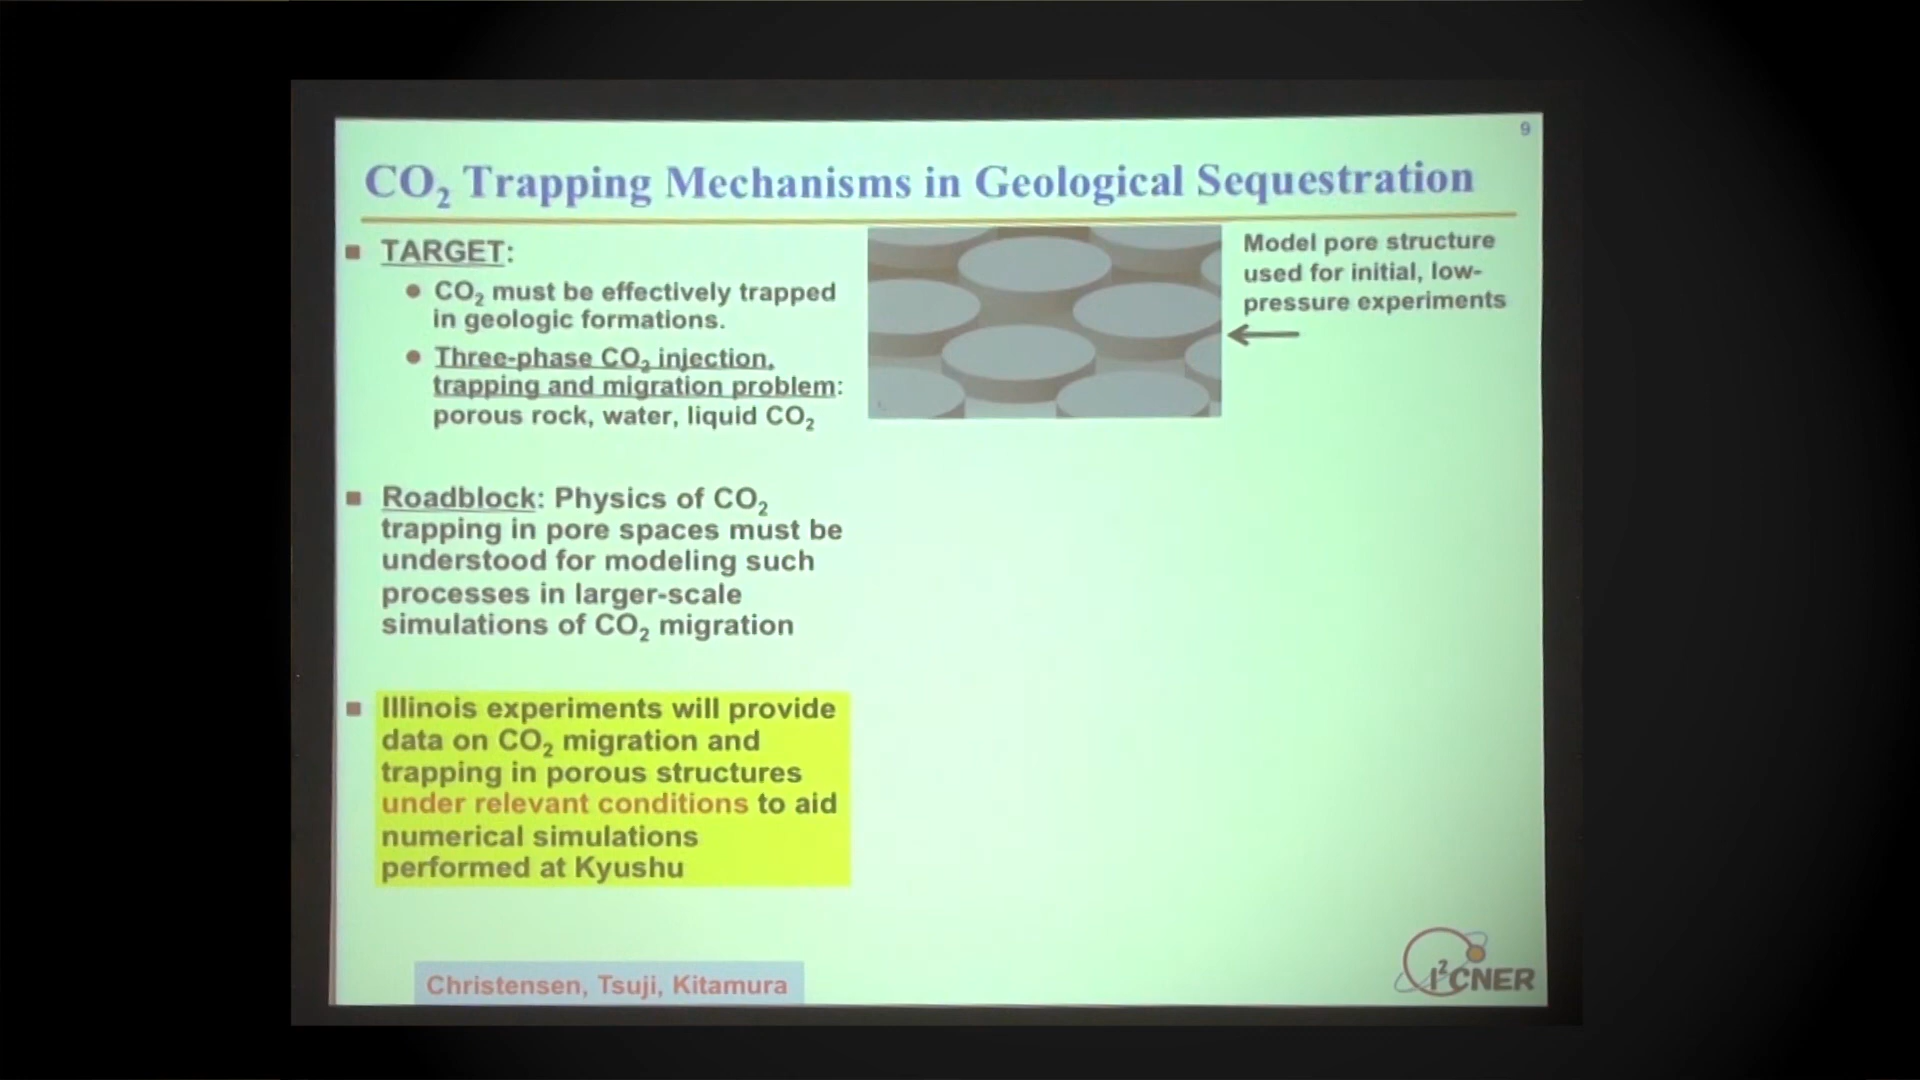 9
CO₂ Trapping Mechanisms in Geological Sequestration
TARGET:
CO₂ must be effectively trapped
in geologic formations.
Three-phase CO₂ injection,
trapping and migration problem:
porous rock, water, liquid CO₂
Roadblock: Physics of CO₂
trapping in pore spaces must be
understood for modeling such
processes in larger-scale
simulations of CO₂ migration
Illinois experiments will provide
data on CO₂ migration and
trapping in porous structures
under relevant conditions to aid
numerical simulations
performed at Kyushu
Christensen, Tsuji, Kitamura
Model pore structure
used for initial, low-
pressure experiments
I²CNER